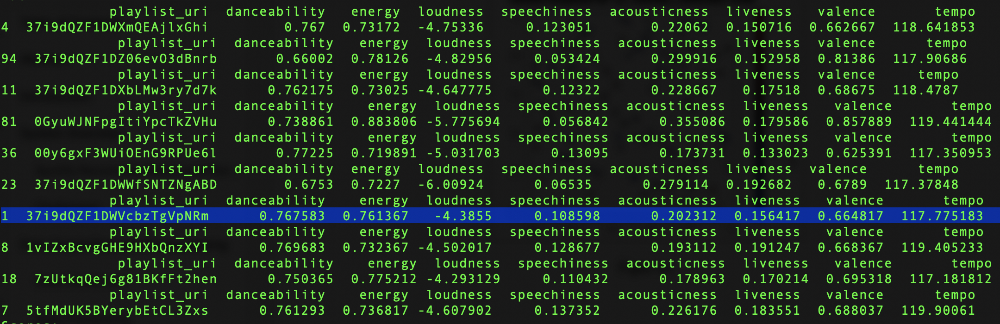 playlist_uri danceability energy loudness speechiness acousticness liveness valence tempo
4 37i9dQZF1DWXmQEAjlxGhi 0.767 0.73172 -4.75336 0.123051 0.22062 0.150716 0.662667 118.641853
playlist_uri danceability energy loudness speechiness acousticness liveness valence tempo
94 37i9dQZF1DZ06evO3dBnrb 0.66002 0.78126 -4.82956 0.053424 0.299916 0.152958 0.81386 117.90686
playlist_uri danceability energy loudness speechiness acousticness liveness valence tempo
11 37i9dQZF1DXbLMw3ry7d7k 0.762175 0.73025 -4.647775 0.12322 0.228667 0.17518 0.68675 118.4787
playlist_uri danceability energy loudness speechiness acousticness liveness valence tempo
81 0GyuWJNFpgItiYpcTkZVHu 0.738861 0.883806 -5.775694 0.056842 0.355086 0.179586 0.857889 119.441444
playlist_uri danceability energy loudness speechiness acousticness liveness valence tempo
36 00y6gxF3WUiOEnG9RPUe6l 0.77225 0.719891 -5.031703 0.13095 0.173731 0.133023 0.625391 117.350953
playlist_uri danceability energy loudness speechiness acousticness liveness valence tempo
23 37i9dQZF1DWWfSNTZNgABD 0.6753 0.7227 -6.00924 0.06535 0.279114 0.192682 0.6789 117.37848
playlist_uri danceability energy loudness speechiness acousticness liveness valence tempo
1 37i9dQZF1DWVcbzTgVpNRm 0.767583 0.761367 -4.3855 0.108598 0.202312 0.156417 0.664817 117.775183
playlist_uri danceability energy loudness speechiness acousticness liveness valence tempo
8 1vIZxBcvgGHE9HXbQnzXYI 0.769683 0.732367 -4.502017 0.128677 0.193112 0.191247 0.668367 119.405233
playlist_uri danceability energy loudness speechiness acousticness liveness valence tempo
18 7zUtkqQej6g81BKfFt2hen 0.750365 0.775212 -4.293129 0.110432 0.178963 0.170214 0.695318 117.181812
playlist_uri danceability energy loudness speechiness acousticness liveness valence tempo
7 5tfMdUK5BYerybEtCL3Zxs 0.761293 0.736817 -4.607902 0.137352 0.226176 0.183551 0.688037 119.90061